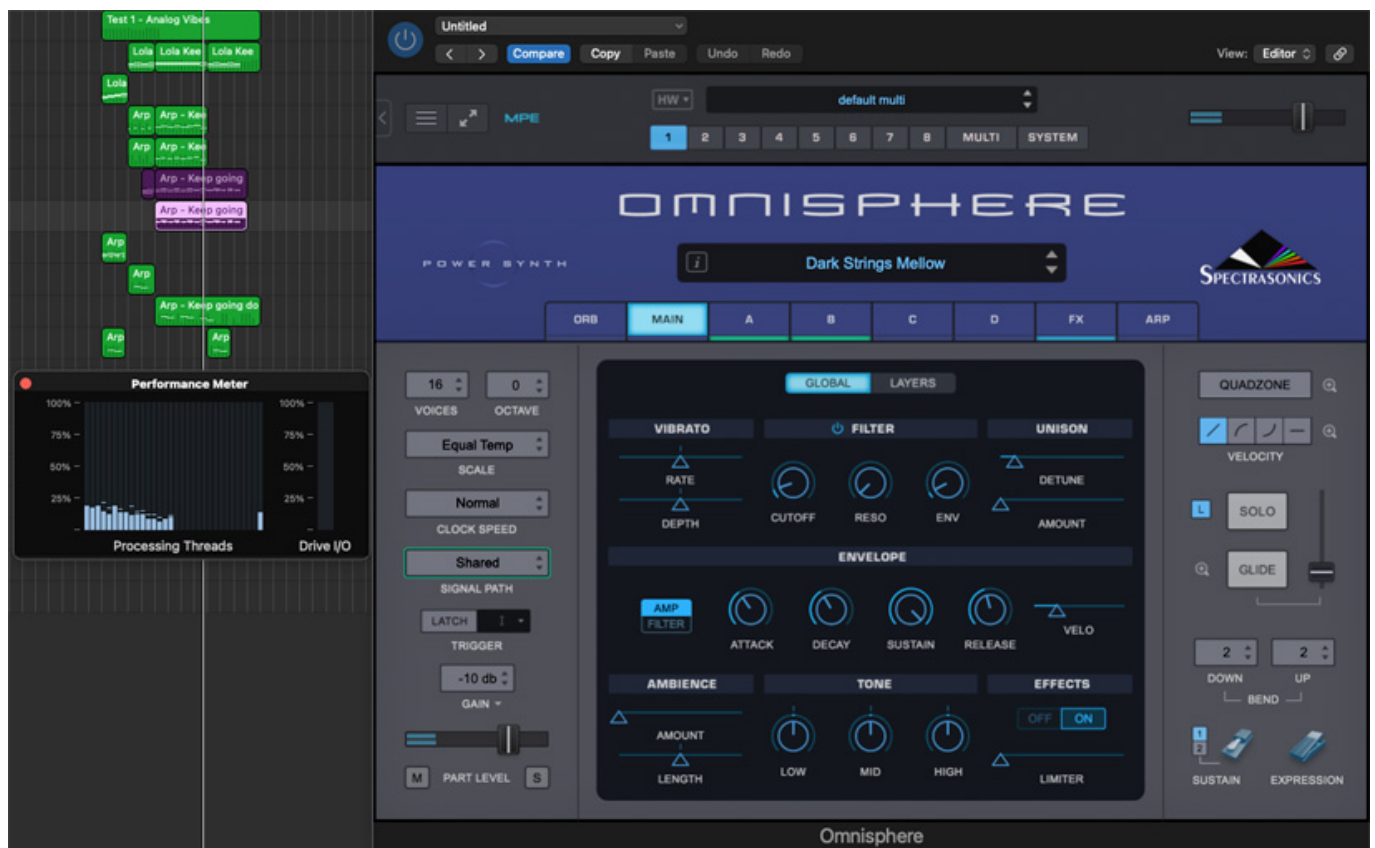 Test 1 - Analog Vibes
Lola Lola Kee Lola Kee
Lola
Arp Arp - Kee
Arp Arp - Kee
Arp - Keep going
Arp - Keep going
Arp
Arp
Arp - Keep going do
Arp Arp
Performance Meter
100% 100%
75% 75%
50% 50%
25% 25%
Processing Threads Drive I/O
Untitled
Compare Copy Paste Undo Redo View: Editor
MPE HW default multi
1 2 3 4 5 6 7 8 MULTI SYSTEM
OMNISPHERE
POWER SYNTH i Dark Strings Mellow SPECTRASONICS
ORB MAIN A B C D FX ARP
16 0
VOICES OCTAVE
Equal Temp
SCALE
Normal
CLOCK SPEED
Shared
SIGNAL PATH
LATCH I
TRIGGER
-10 db
GAIN
M PART LEVEL S
GLOBAL LAYERS
VIBRATO FILTER UNISON
RATE DETUNE
DEPTH CUTOFF RESO ENV AMOUNT
ENVELOPE
AMP
FILTER
ATTACK DECAY SUSTAIN RELEASE VELO
AMBIENCE TONE EFFECTS
OFF ON
AMOUNT
LENGTH LOW MID HIGH LIMITER
QUADZONE
VELOCITY
L SOLO
GLIDE
2 2
DOWN UP
BEND
1
2
SUSTAIN EXPRESSION
Omnisphere